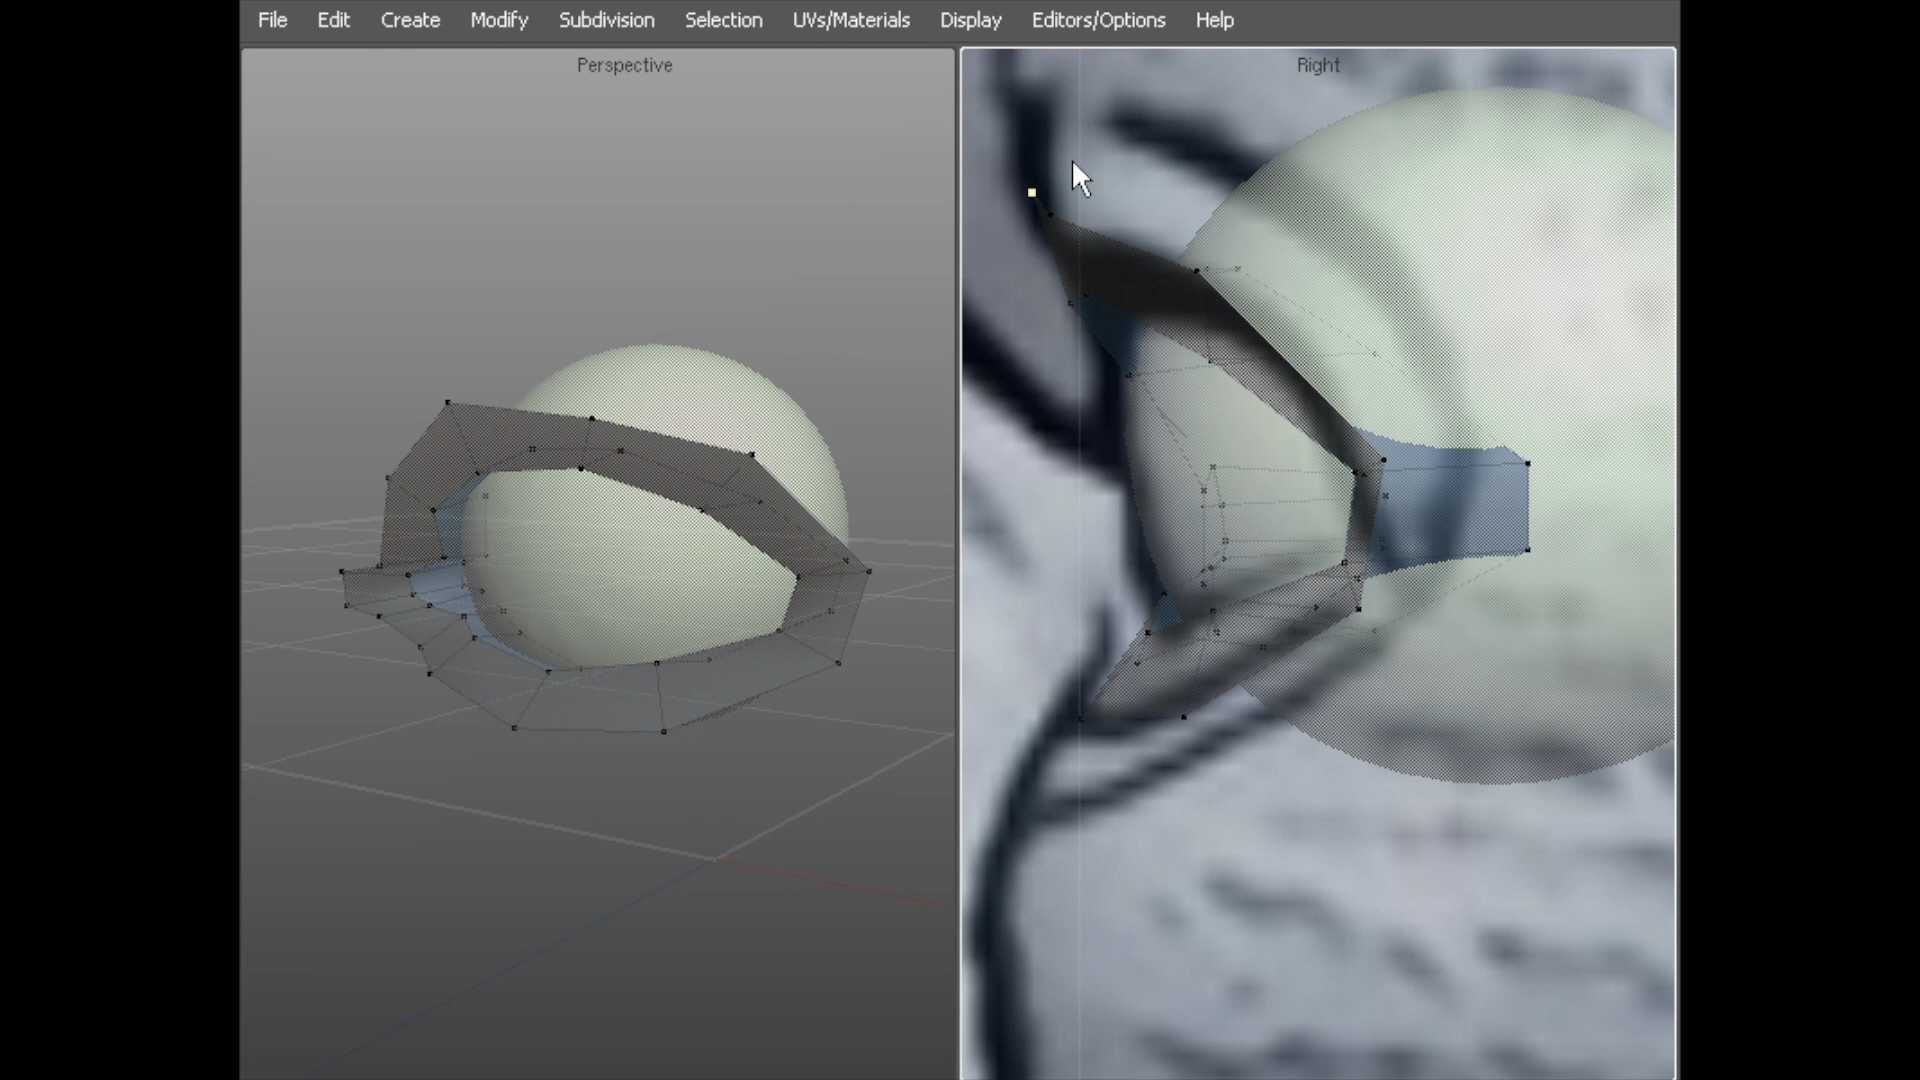 File Edit Create Modify Subdivision Selection UVs/Materials Display Editors/Options Help
Perspective
Right